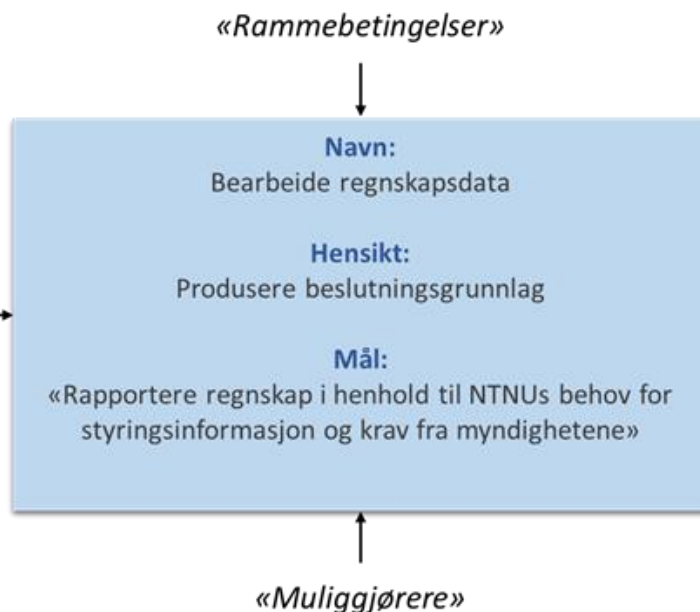 «Rammebetingelser»
Navn:
Bearbeide regnskapsdata
Hensikt:
Produsere beslutningsgrunnlag
Mål:
«Rapportere regnskap i henhold til NTNUs behov for
styringsinformasjon og krav fra myndighetene»
«Muliggjørere»